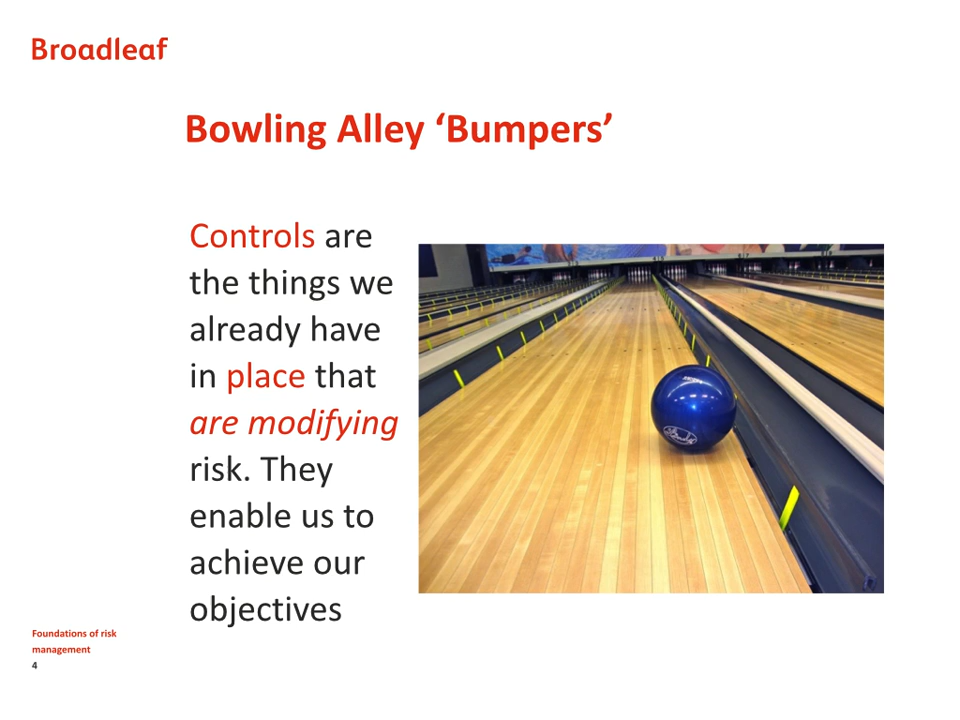 Broadleaf
Bowling Alley ‘Bumpers’
Controls are
the things we
already have
in place that
are modifying
risk. They
enable us to
achieve our
objectives
Foundations of risk
management
4